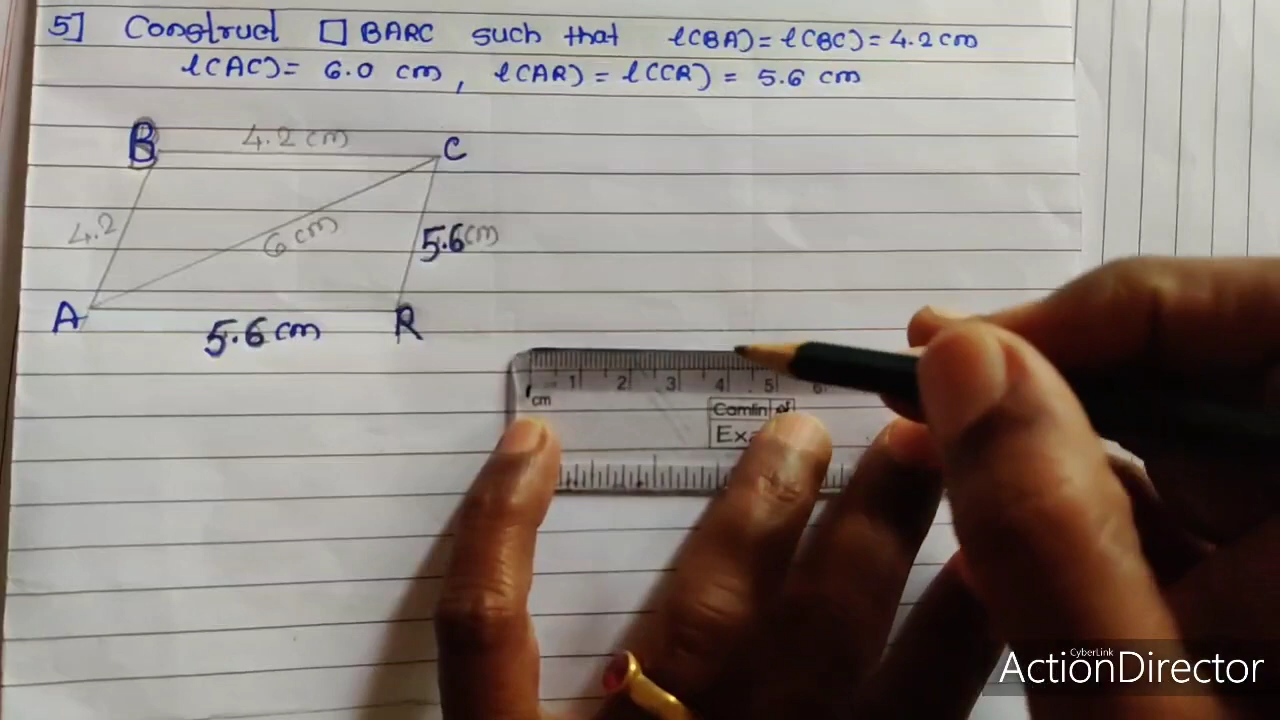 5] Construct □ BARC such that l(BA) = l(BC) = 4.2 cm
l(AC) = 6.0 cm, l(AR) = l(CR) = 5.6 cm
B 4.2 cm C
4.2 6 cm 5.6 cm
A 5.6 cm R
1 2 3 4 5 6
cm
Camlin
CyberLink
ActionDirector